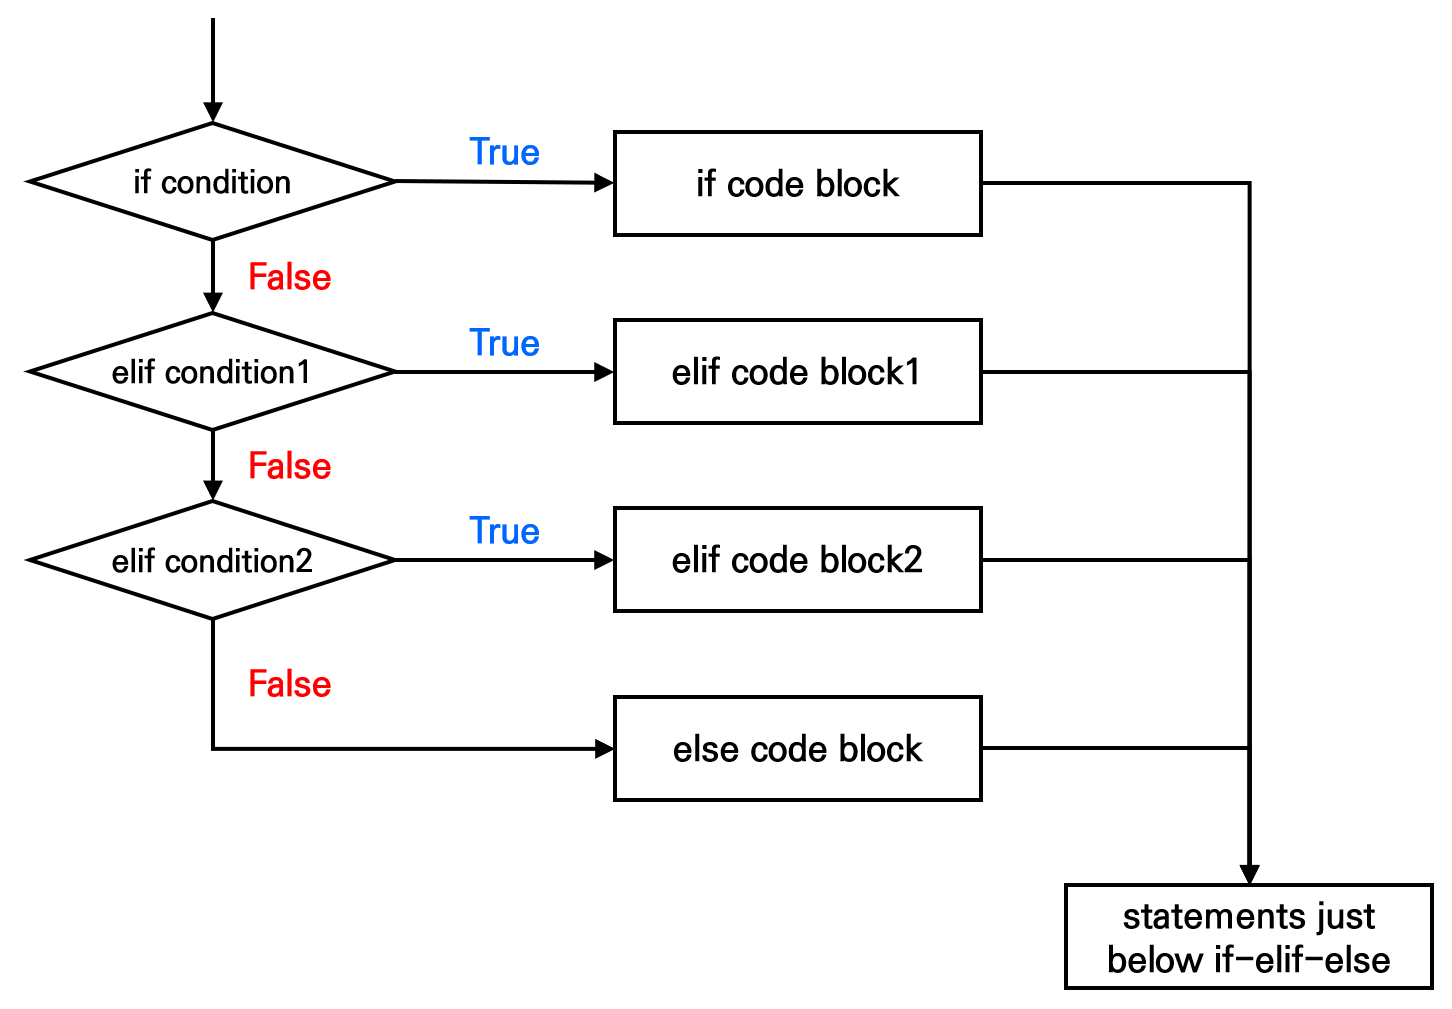 if condition
True
if code block
False
elif condition1
True
elif code block1
False
elif condition2
True
elif code block2
False
else code block
statements just
below if-elif-else